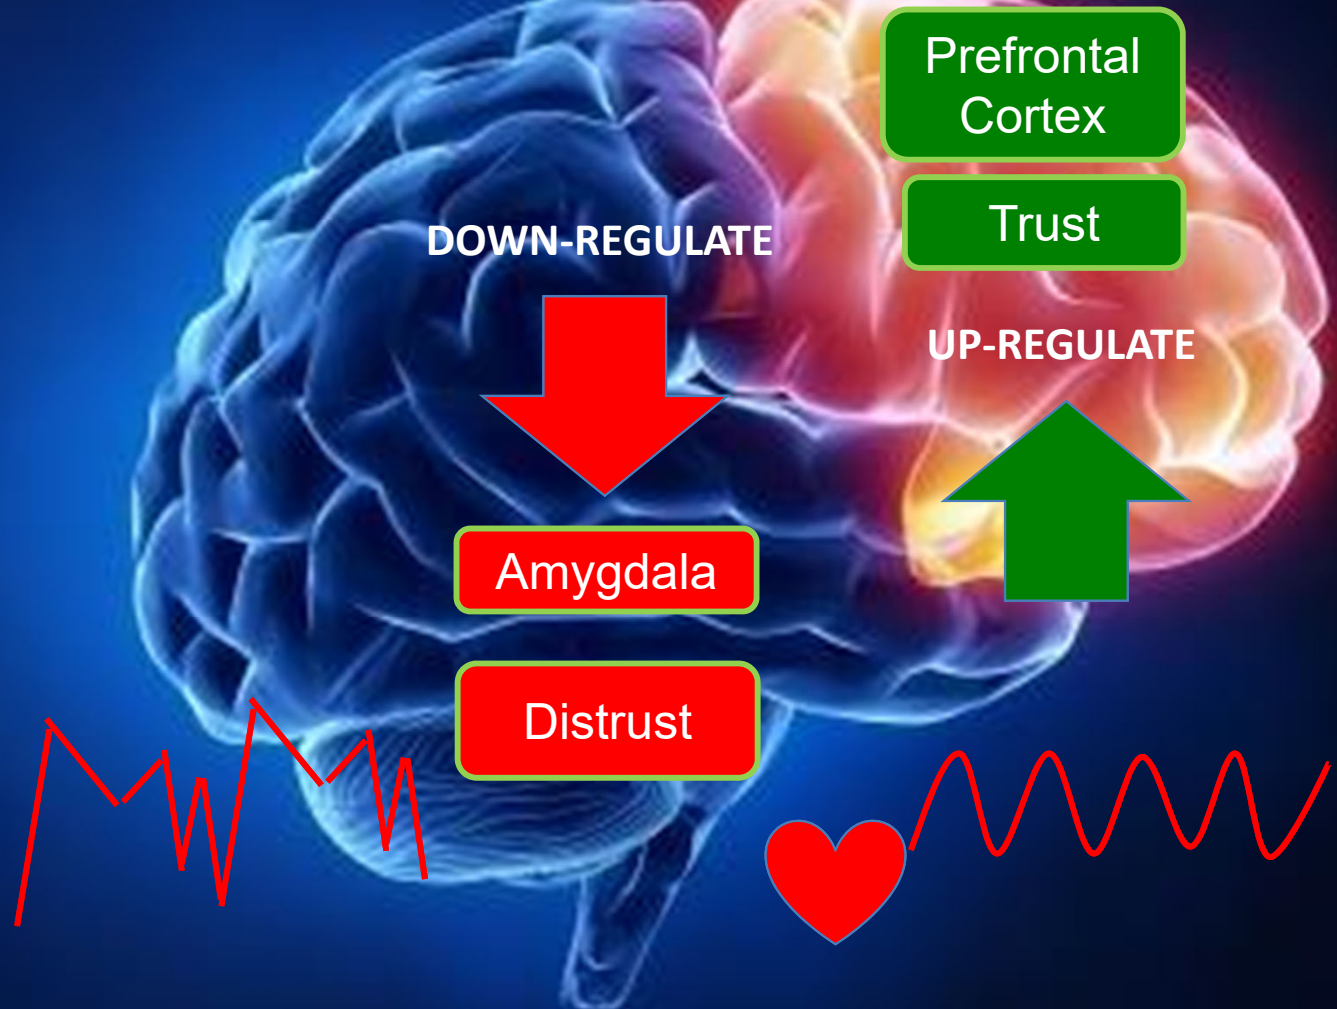 Prefrontal
Cortex
Trust
DOWN-REGULATE
UP-REGULATE
Amygdala
Distrust